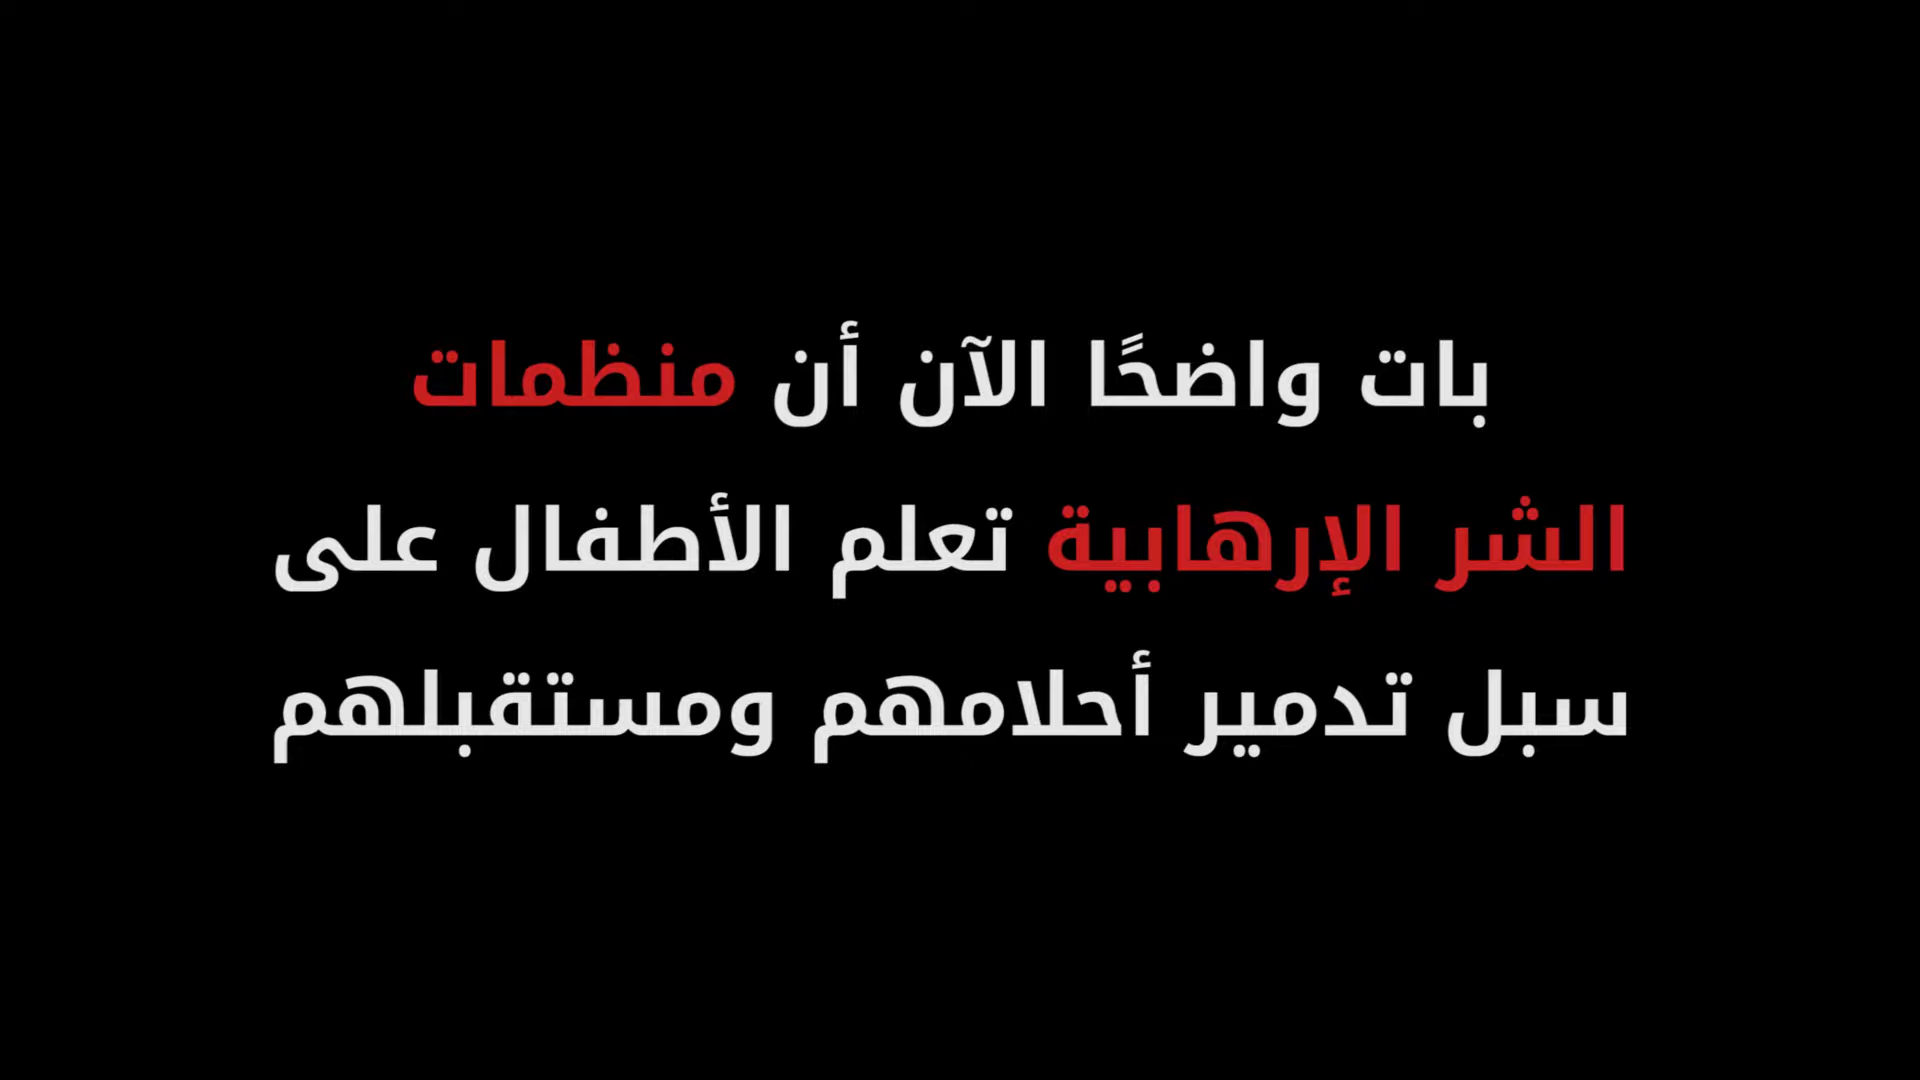 بات واضحًا الآن أن منظمات
الشر الإرهابية تعلم الأطفال على
سبل تدمير أحلامهم ومستقبلهم